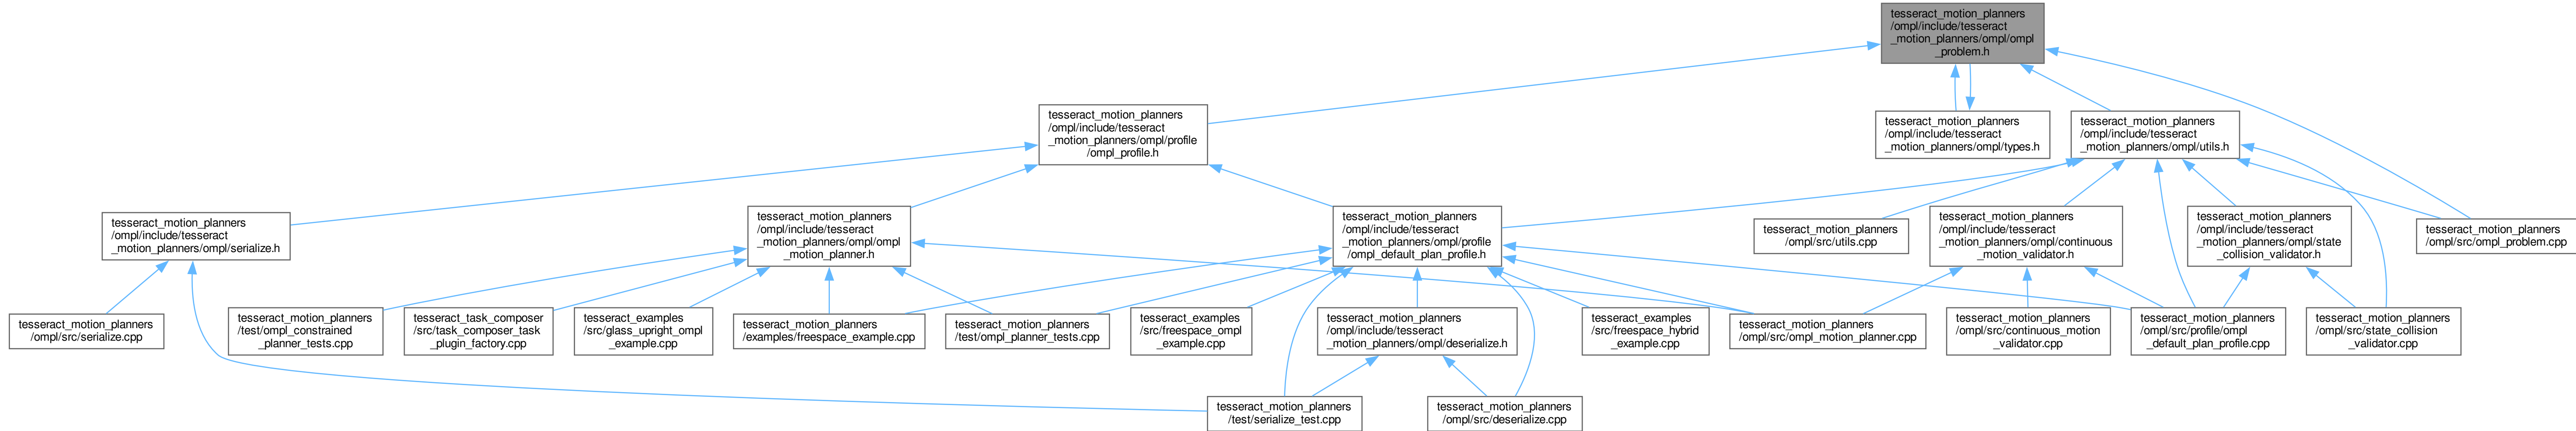 tesseract_motion_planners
/ompl/include/tesseract
_motion_planners/ompl/ompl
_problem.h
tesseract_motion_planners
/ompl/include/tesseract
_motion_planners/ompl/profile
/ompl_profile.h
tesseract_motion_planners
/ompl/include/tesseract
_motion_planners/ompl/types.h
tesseract_motion_planners
/ompl/include/tesseract
_motion_planners/ompl/utils.h
tesseract_motion_planners
/ompl/include/tesseract
_motion_planners/ompl/serialize.h
tesseract_motion_planners
/ompl/include/tesseract
_motion_planners/ompl/ompl
_motion_planner.h
tesseract_motion_planners
/ompl/include/tesseract
_motion_planners/ompl/profile
/ompl_default_plan_profile.h
tesseract_motion_planners
/ompl/src/utils.cpp
tesseract_motion_planners
/ompl/include/tesseract
_motion_planners/ompl/continuous
_motion_validator.h
tesseract_motion_planners
/ompl/include/tesseract
_motion_planners/ompl/state
_collision_validator.h
tesseract_motion_planners
/ompl/src/ompl_problem.cpp
tesseract_motion_planners
/ompl/src/serialize.cpp
tesseract_motion_planners
/test/ompl_constrained
_planner_tests.cpp
tesseract_task_composer
/src/task_composer_task
_plugin_factory.cpp
tesseract_examples
/src/glass_upright_ompl
_example.cpp
tesseract_motion_planners
/examples/freespace_example.cpp
tesseract_motion_planners
/test/ompl_planner_tests.cpp
tesseract_examples
/src/freespace_ompl
_example.cpp
tesseract_motion_planners
/ompl/include/tesseract
_motion_planners/ompl/deserialize.h
tesseract_examples
/src/freespace_hybrid
_example.cpp
tesseract_motion_planners
/ompl/src/ompl_motion_planner.cpp
tesseract_motion_planners
/ompl/src/continuous_motion
_validator.cpp
tesseract_motion_planners
/ompl/src/profile/ompl
_default_plan_profile.cpp
tesseract_motion_planners
/ompl/src/state_collision
_validator.cpp
tesseract_motion_planners
/test/serialize_test.cpp
tesseract_motion_planners
/ompl/src/deserialize.cpp